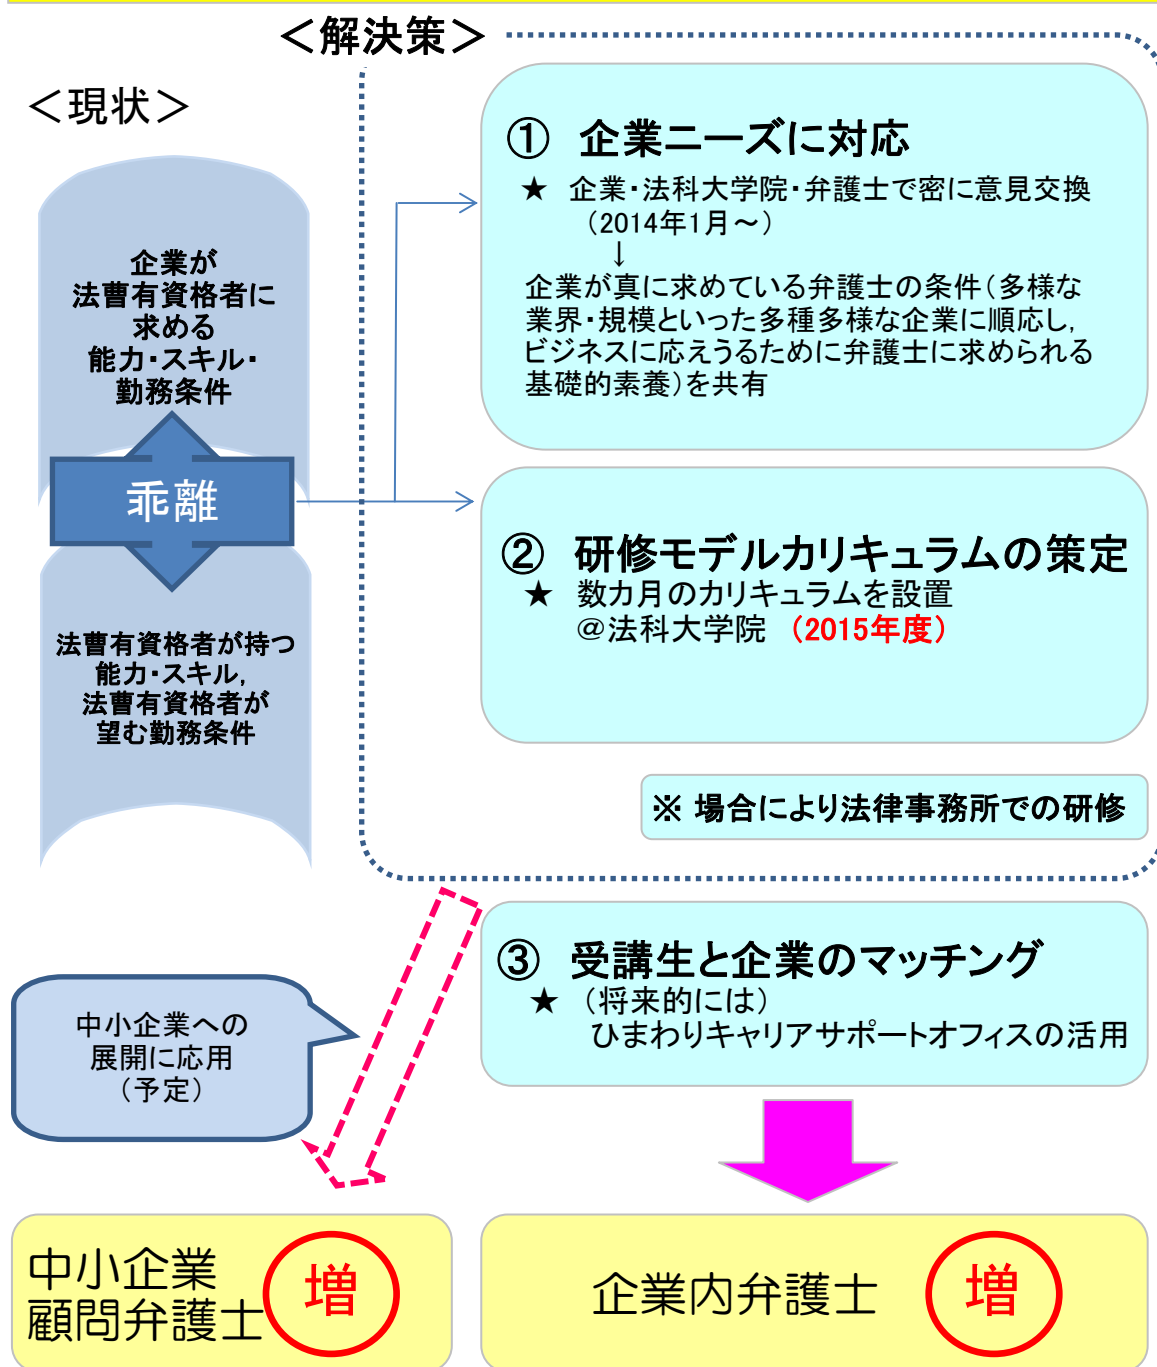 ＜解決策＞
＜現状＞
企業が
法曹有資格者に
求める
能力・スキル・
勤務条件
乖離
法曹有資格者が持つ
能力・スキル，
法曹有資格者が
望む勤務条件
① 企業ニーズに対応
★ 企業・法科大学院・弁護士で密に意見交換
（2014年1月～）
↓
企業が真に求めている弁護士の条件（多様な
業界・規模といった多種多様な企業に順応し，
ビジネスに応えうるために弁護士に求められる
基礎的素養）を共有
② 研修モデルカリキュラムの策定
★ 数カ月のカリキュラムを設置
＠法科大学院 （2015年度）
※ 場合により法律事務所での研修
③ 受講生と企業のマッチング
★ （将来的には）
ひまわりキャリアサポートオフィスの活用
中小企業への
展開に応用
（予定）
中小企業
顧問弁護士
増
企業内弁護士 増